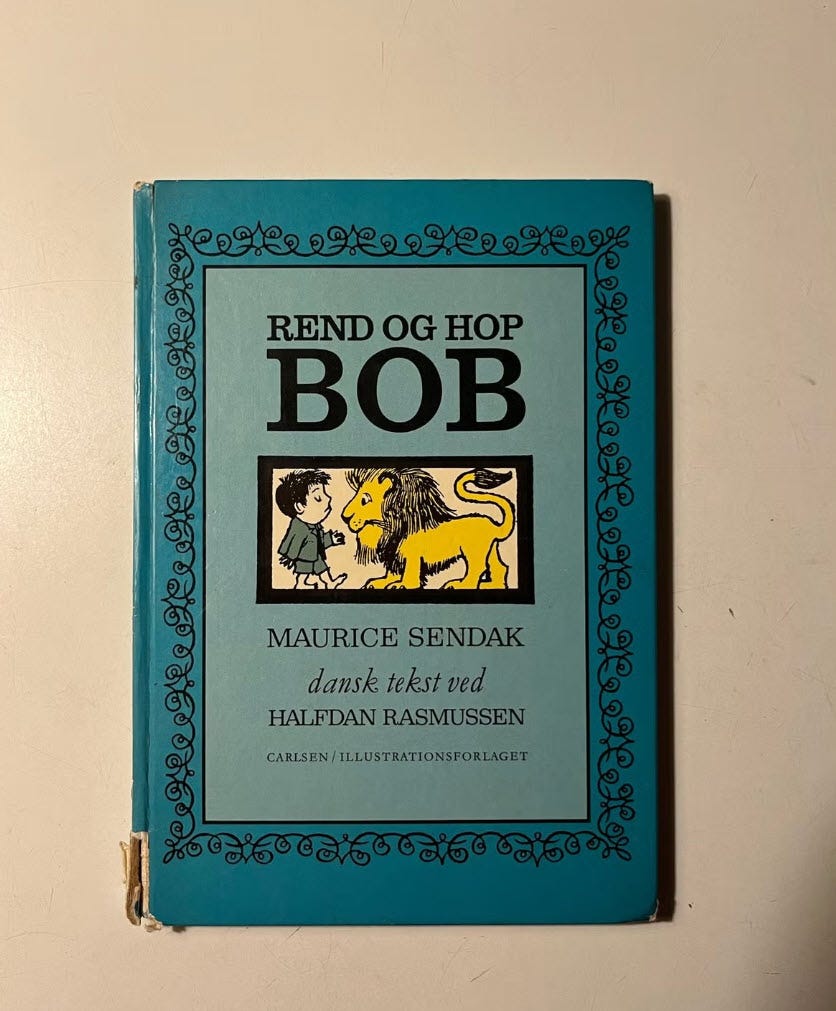 REND OG HOP
BOB
MAURICE SENDAK
dansk tekst ved
HALFDAN RASMUSSEN
CARLSEN/ILLUSTRATIONSFORLAGET